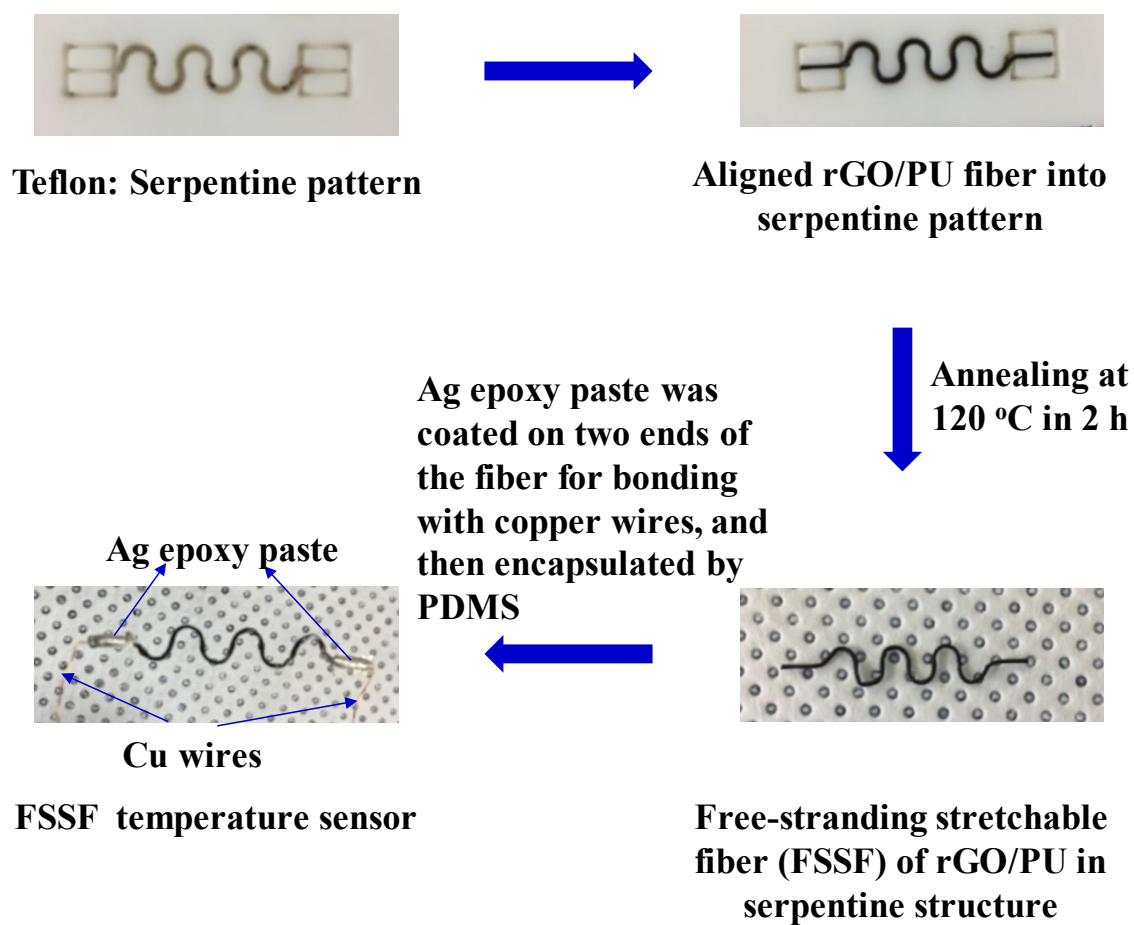 Teflon: Serpentine pattern
Aligned rGO/PU fiber into
serpentine pattern
Annealing at
120 ºC in 2 h
Ag epoxy paste was
coated on two ends of
the fiber for bonding
with copper wires, and
then encapsulated by
PDMS
Ag epoxy paste
Cu wires
FSSF temperature sensor
Free-stranding stretchable
fiber (FSSF) of rGO/PU in
serpentine structure